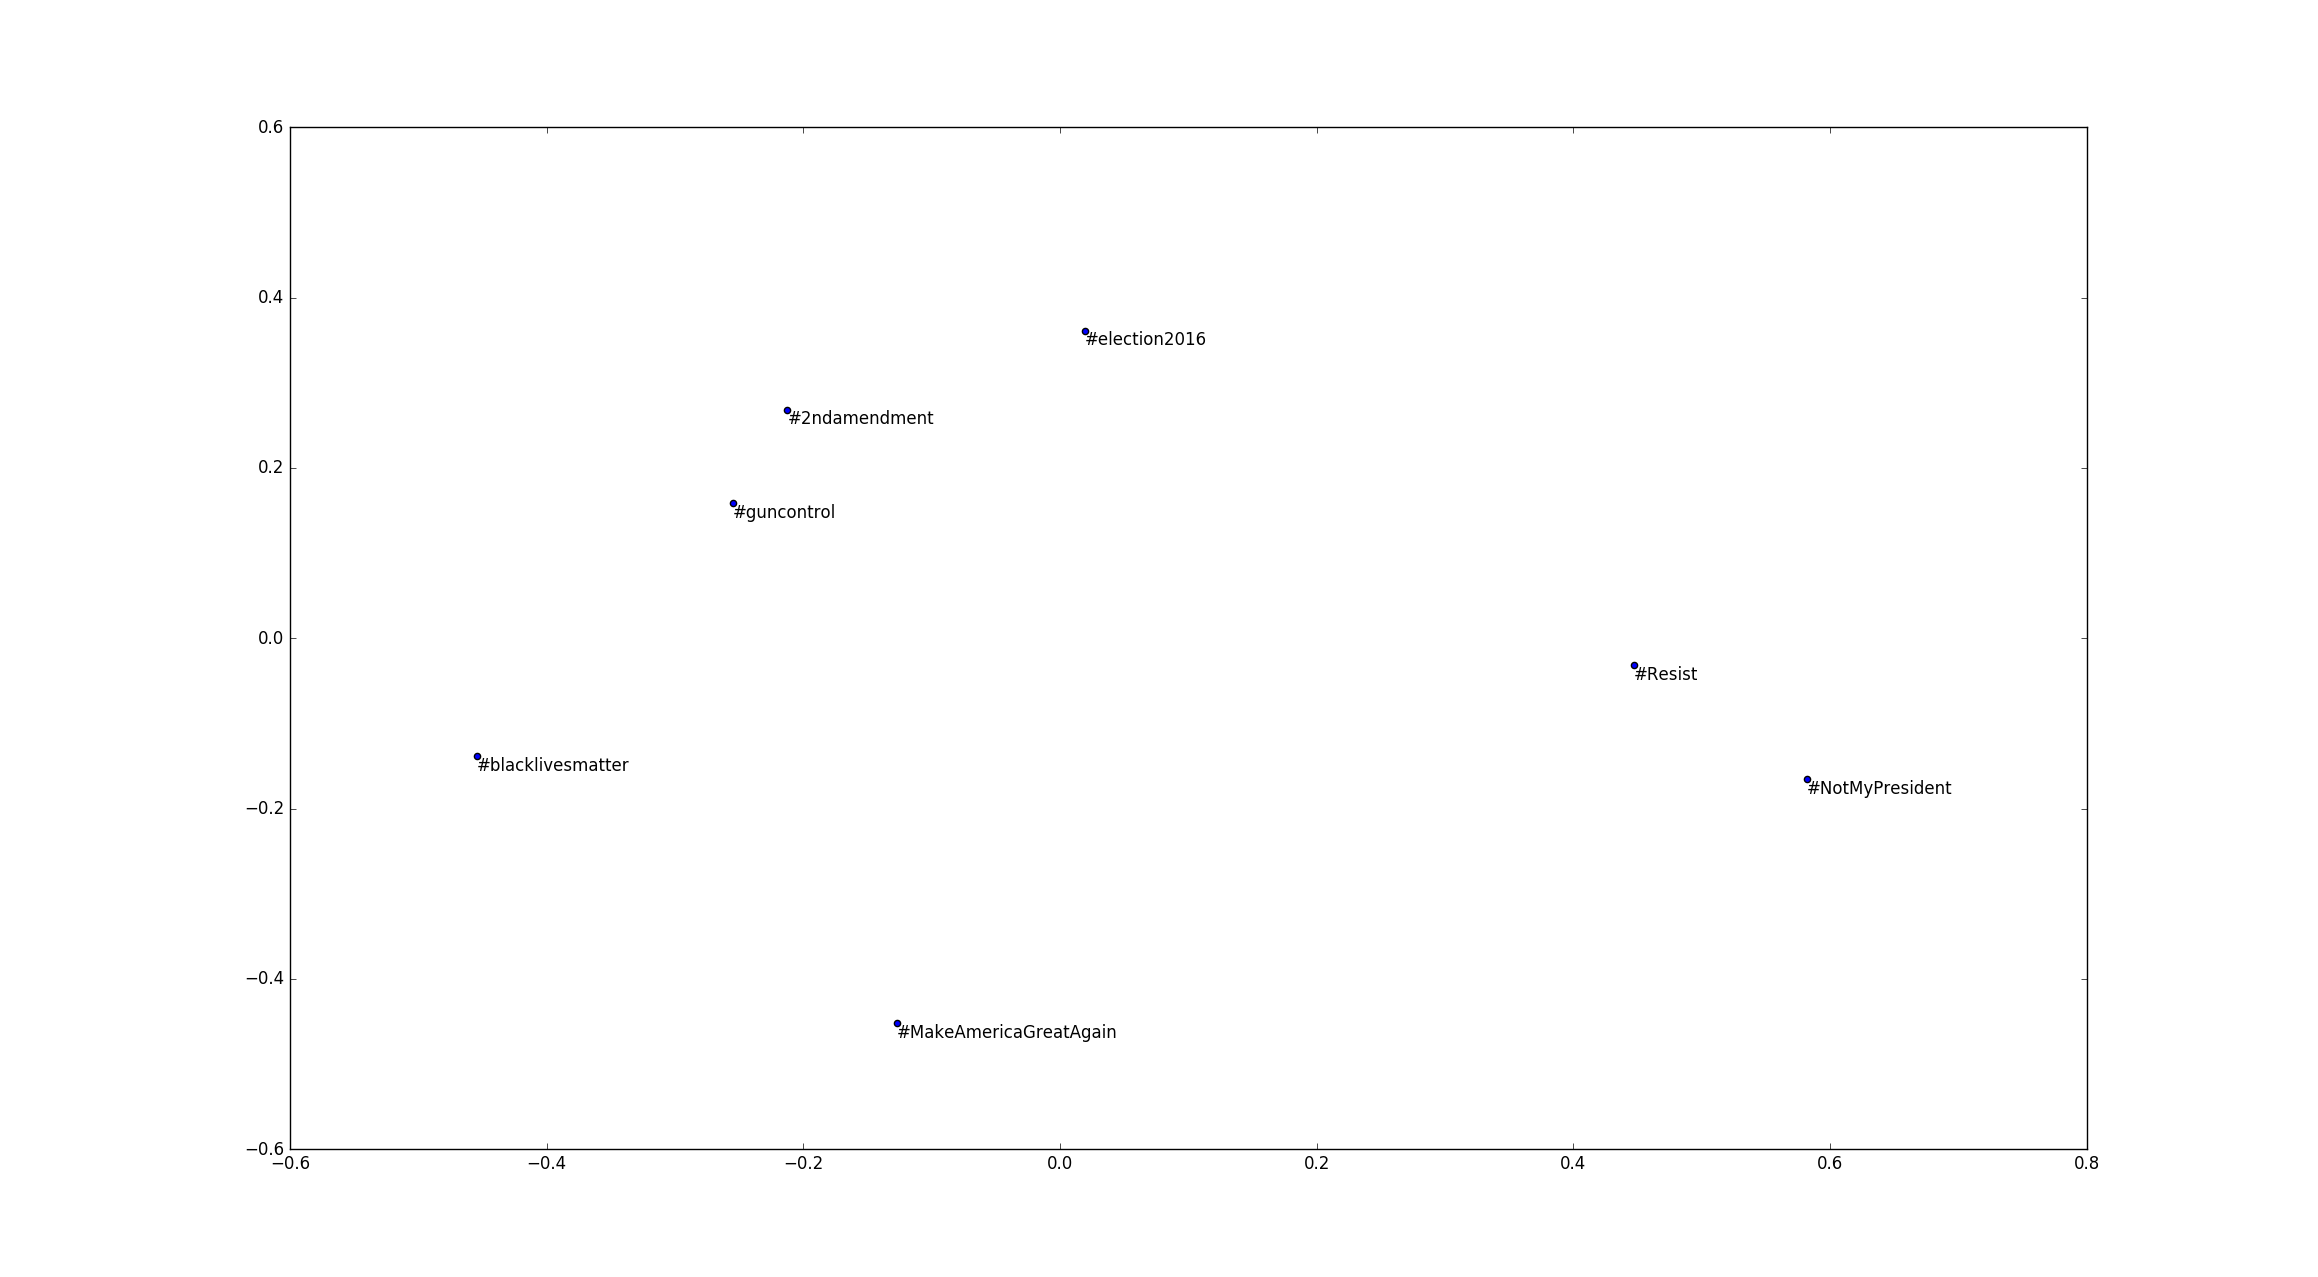 0.6
0.4
#election2016
#2ndamendment
0.2
#guncontrol
0.0
#Resist
#blacklivesmatter
#NotMyPresident
−0.2
−0.4
#MakeAmericaGreatAgain
−0.6
−0.6 −0.4 −0.2 0.0 0.2 0.4 0.6 0.8